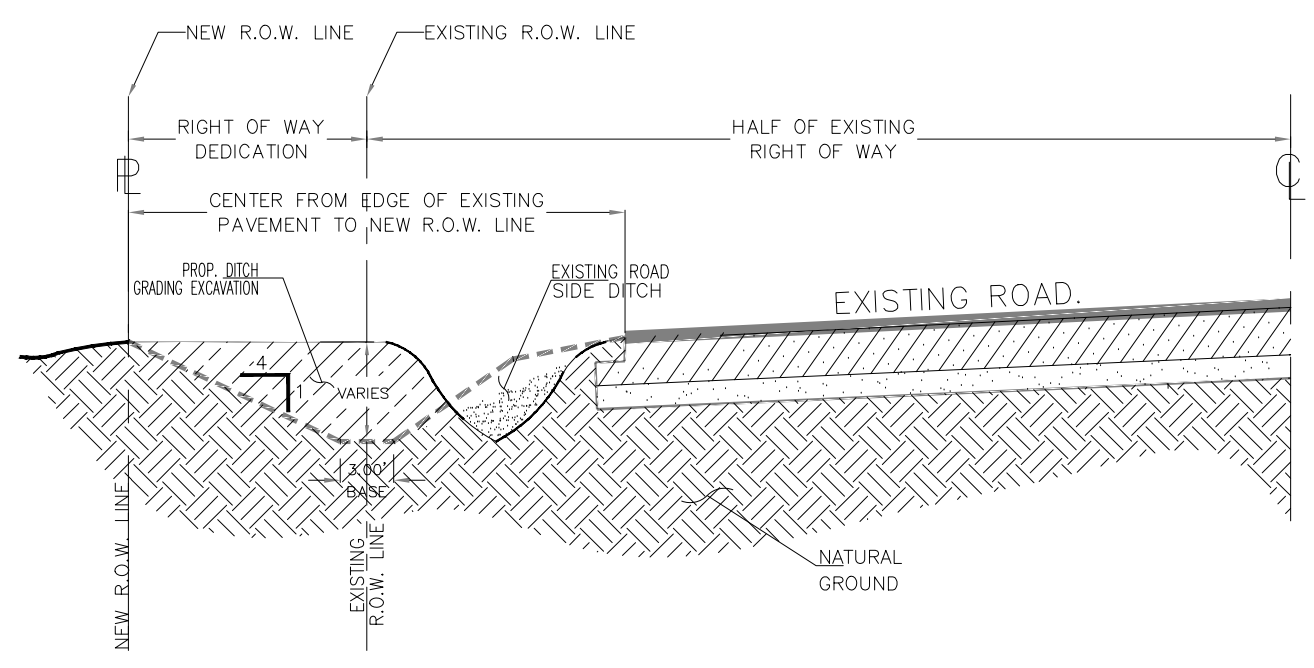 NEW R.O.W. LINE
EXISTING R.O.W. LINE
RIGHT OF WAY
DEDICATION
HALF OF EXISTING
RIGHT OF WAY
PL
CL
CENTER FROM EDGE OF EXISTING
PAVEMENT TO NEW R.O.W. LINE
PROP. DITCH
GRADING EXCAVATION
EXISTING ROAD
SIDE DITCH
EXISTING ROAD.
4
1
VARIES
3.00'
BASE
NEW R.O.W. LINE
EXISTING
R.O.W. LINE
NATURAL
GROUND